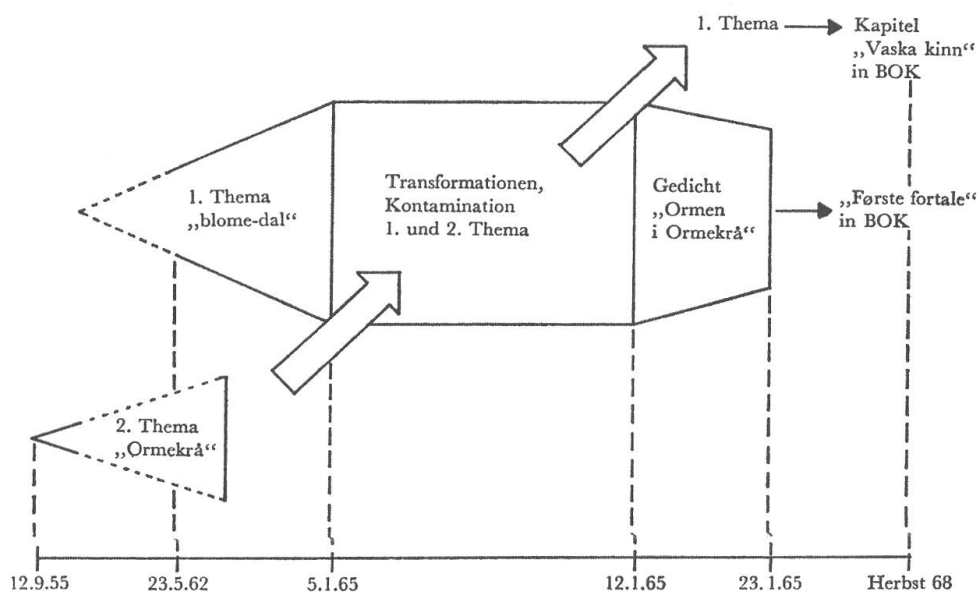 1. Thema
Kapitel
„Vaska kinn“
in BOK
1. Thema
„blome-dal“
Transformationen,
Kontamination
1. und 2. Thema
Gedicht
„Ormen
i Ormekrå“
„Første fortale“
in BOK
2. Thema
„Ormekrå“
12.9.55
23.5.62
5.1.65
12.1.65
23.1.65
Herbst 68